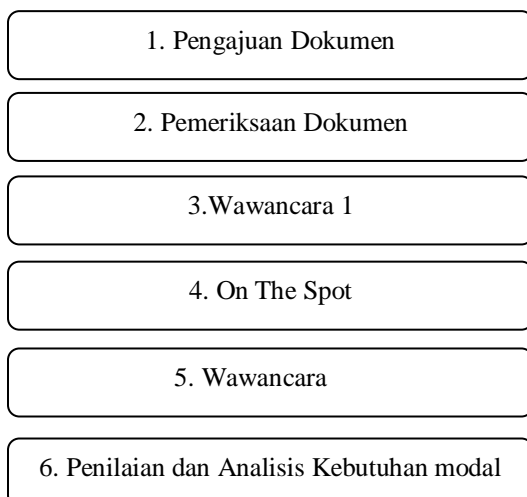 1. Pengajuan Dokumen
2. Pemeriksaan Dokumen
3.Wawancara 1
4. On The Spot
5. Wawancara
6. Penilaian dan Analisis Kebutuhan modal